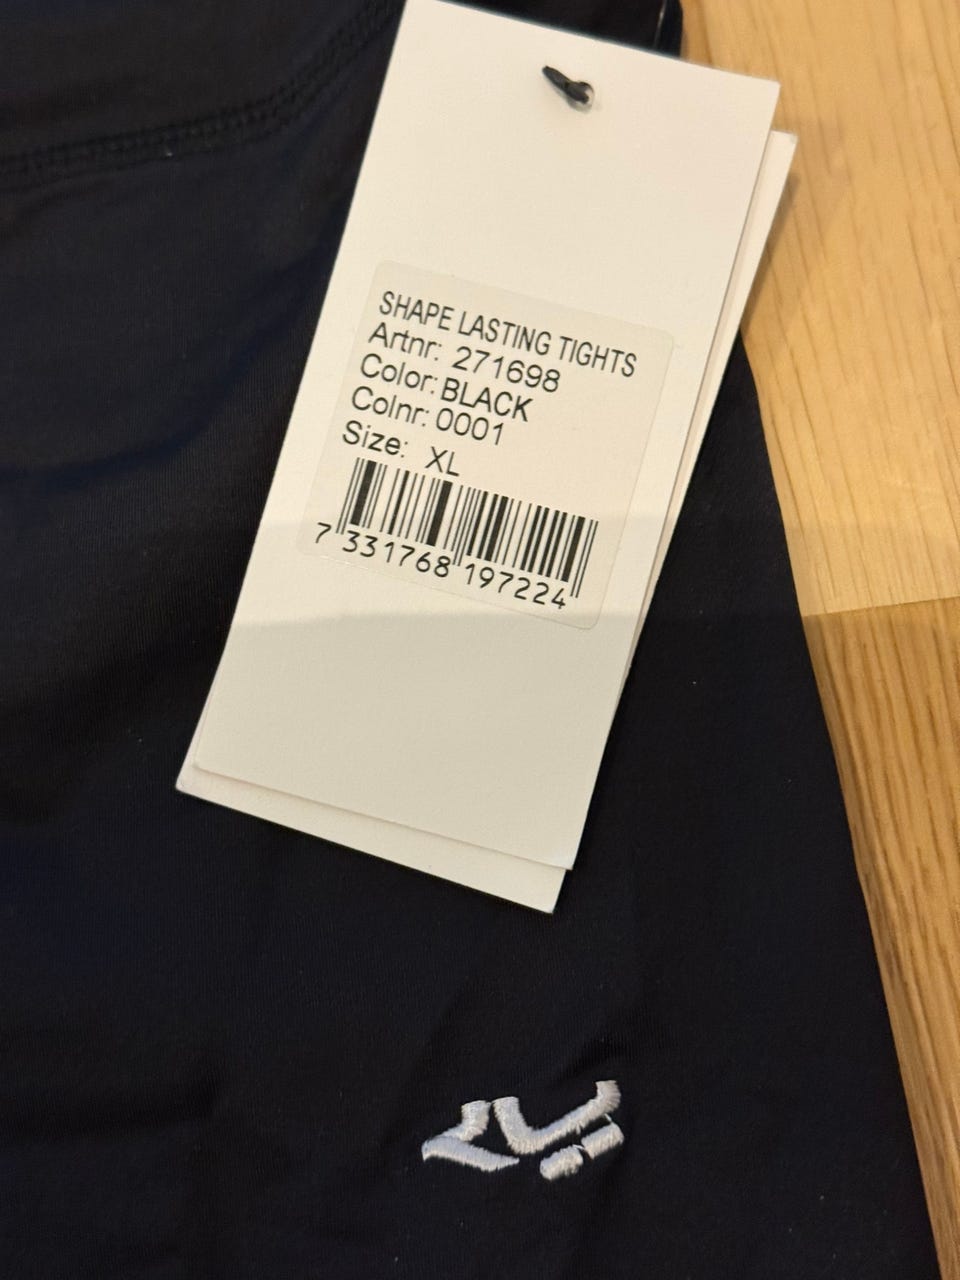 SHAPE LASTING TIGHTS
Artnr: 271698
Color: BLACK
Colnr: 0001
Size: XL
7 331768 197224